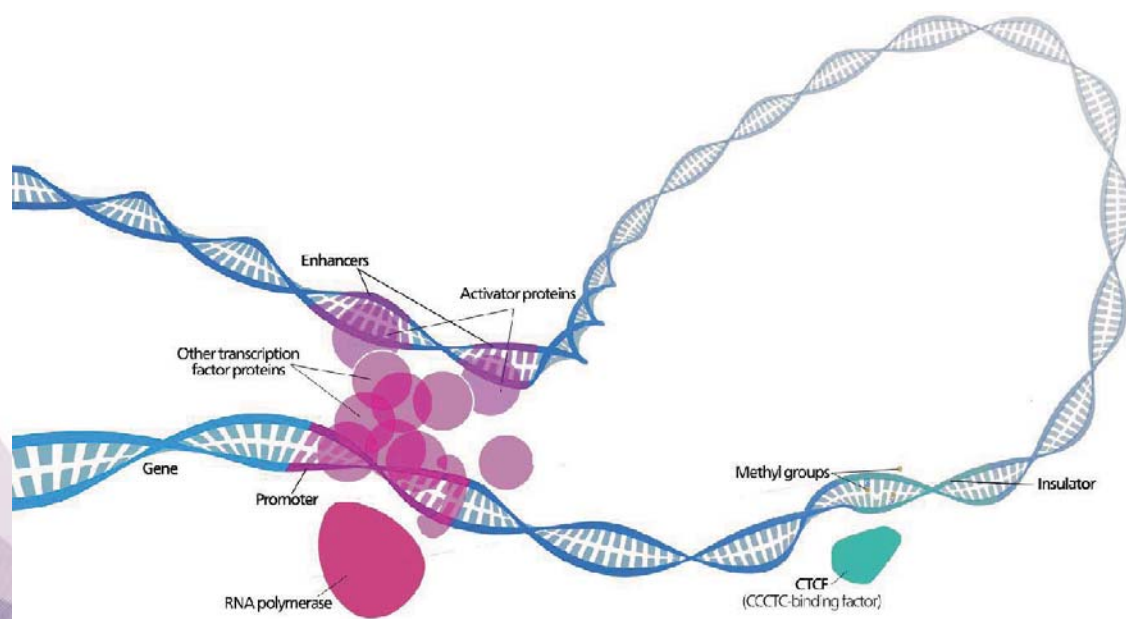 Enhancers
Activator proteins
Other transcription
factor proteins
Gene
Promoter
Methyl groups
Insulator
RNA polymerase
CTCF
(CCCTC-binding factor)